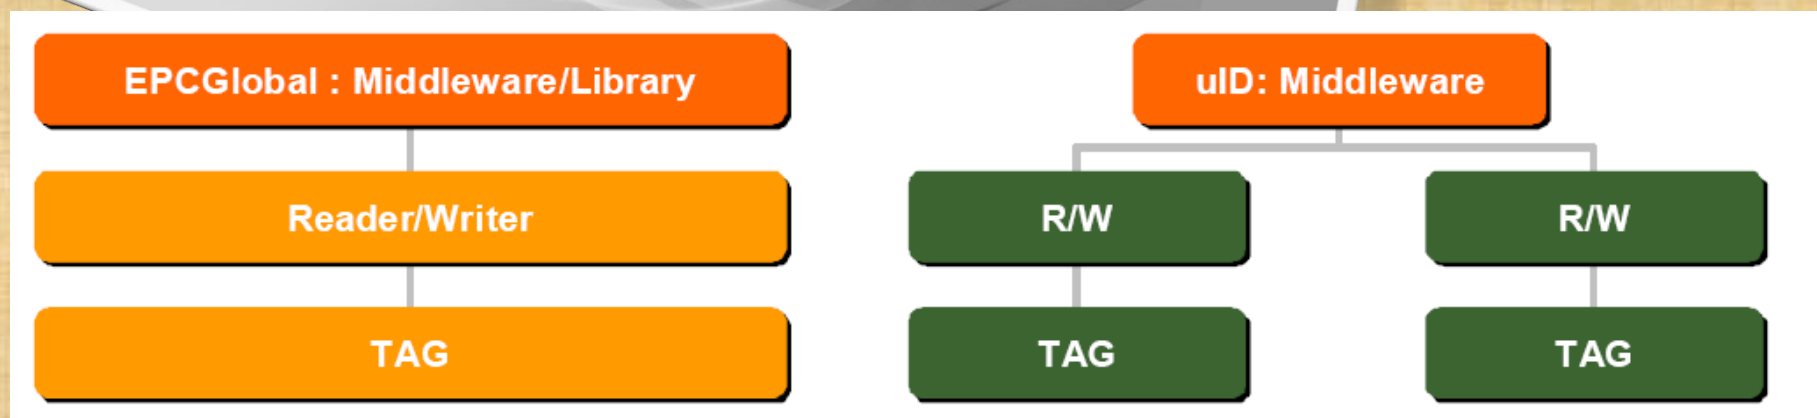 EPCGlobal : Middleware/Library
uID: Middleware
Reader/Writer
R/W
R/W
TAG
TAG
TAG